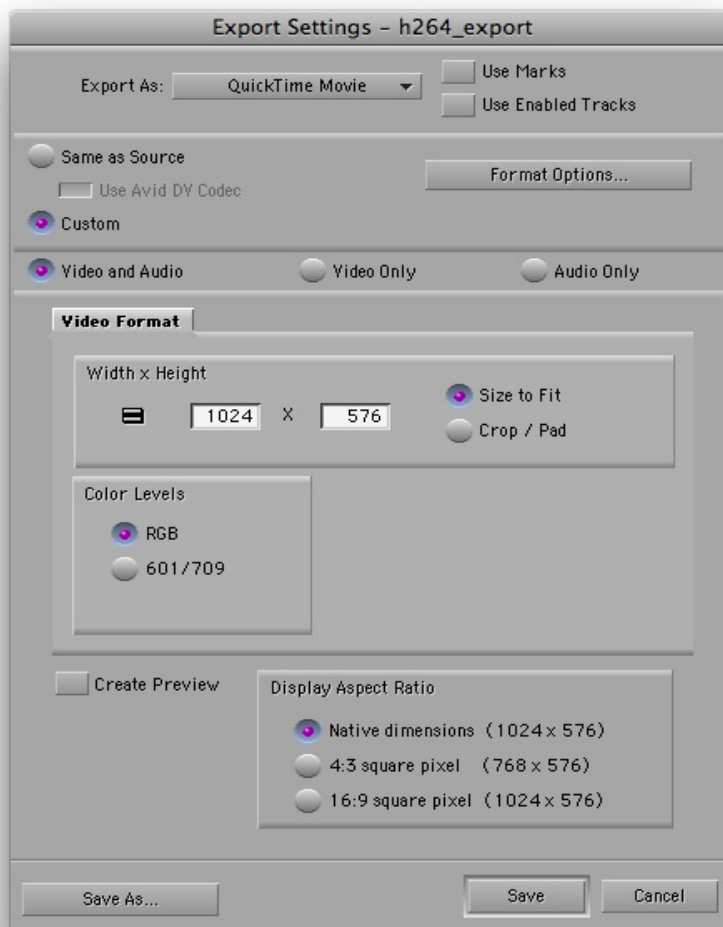 Export Settings – h264_export
Export As: QuickTime Movie
Use Marks
Use Enabled Tracks
Same as Source
Use Avid DV Codec
Format Options...
Custom
Video and Audio Video Only Audio Only
Video Format
Width x Height
1024 X 576
Size to Fit
Crop / Pad
Color Levels
RGB
601/709
Create Preview
Display Aspect Ratio
Native dimensions (1024 x 576)
4:3 square pixel (768 x 576)
16:9 square pixel (1024 x 576)
Save As... Save Cancel